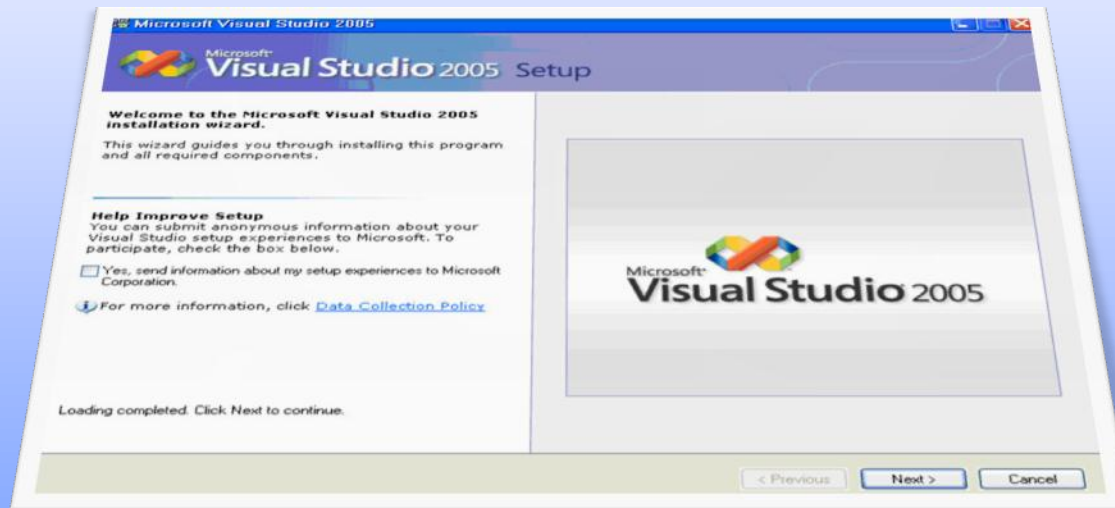 Microsoft Visual Studio 2005
Microsoft
Visual Studio 2005 Setup
Welcome to the Microsoft Visual Studio 2005
installation wizard.
This wizard guides you through installing this program
and all required components.
Help Improve Setup
You can submit anonymous information about your
Visual Studio setup experiences to Microsoft. To
participate, check the box below.
Yes, send information about my setup experiences to Microsoft
Corporation.
For more information, click Data Collection Policy
Loading completed. Click Next to continue.
Microsoft
Visual Studio 2005
< Previous Next > Cancel